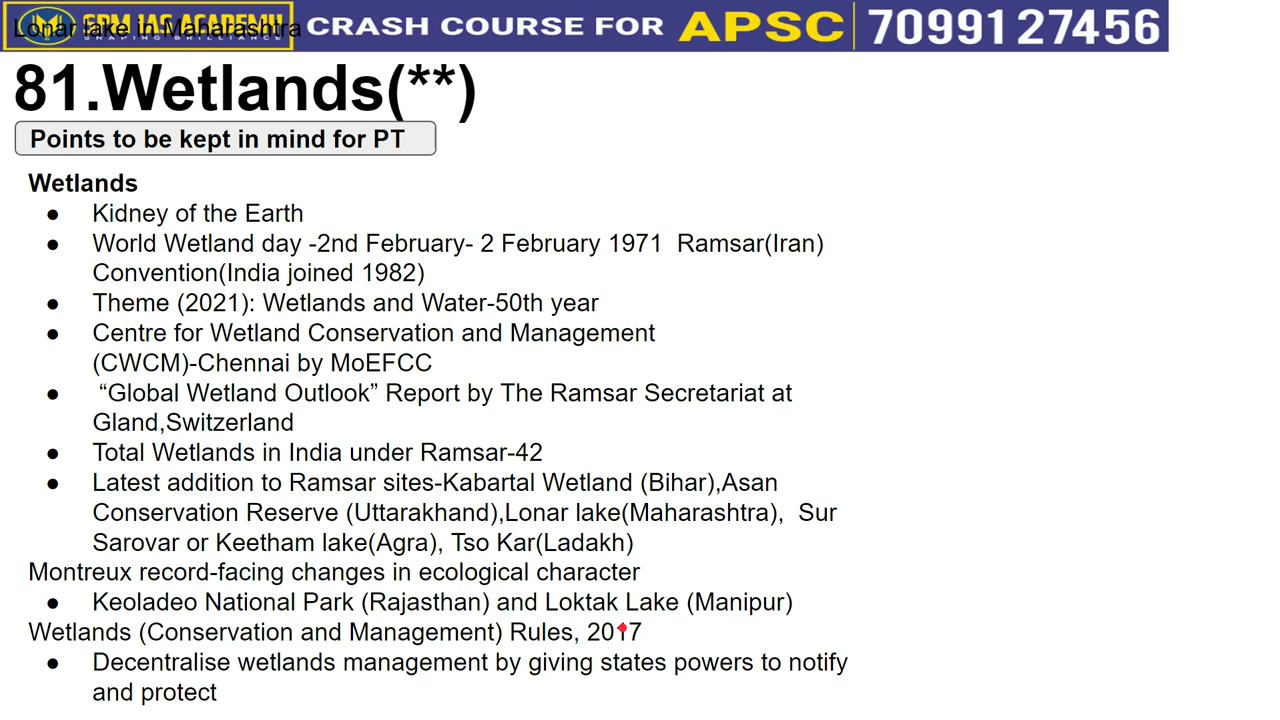 SPM IAS ACADEMY
SHAPING BRILLIANCE
Lonar lake in Maharashtra
CRASH COURSE FOR APSC 70991 27456
81.Wetlands(**)
Points to be kept in mind for PT
Wetlands
● Kidney of the Earth
● World Wetland day -2nd February- 2 February 1971 Ramsar(Iran)
Convention(India joined 1982)
● Theme (2021): Wetlands and Water-50th year
● Centre for Wetland Conservation and Management
(CWCM)-Chennai by MoEFCC
● “Global Wetland Outlook” Report by The Ramsar Secretariat at
Gland,Switzerland
● Total Wetlands in India under Ramsar-42
● Latest addition to Ramsar sites-Kabartal Wetland (Bihar),Asan
Conservation Reserve (Uttarakhand),Lonar lake(Maharashtra), Sur
Sarovar or Keetham lake(Agra), Tso Kar(Ladakh)
Montreux record-facing changes in ecological character
● Keoladeo National Park (Rajasthan) and Loktak Lake (Manipur)
Wetlands (Conservation and Management) Rules, 2017
● Decentralise wetlands management by giving states powers to notify
and protect